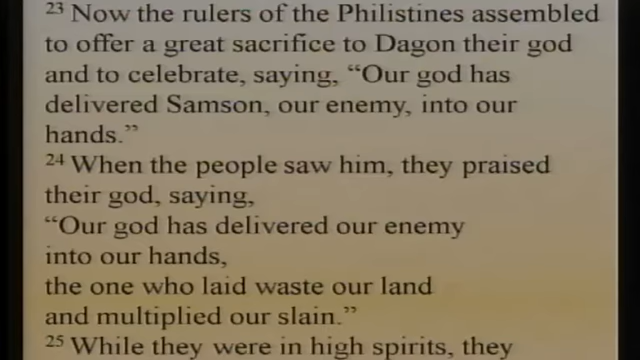 23 Now the rulers of the Philistines assembled
to offer a great sacrifice to Dagon their god
and to celebrate, saying, “Our god has
delivered Samson, our enemy, into our
hands.”
24 When the people saw him, they praised
their god, saying,
“Our god has delivered our enemy
into our hands,
the one who laid waste our land
and multiplied our slain.”
25 While they were in high spirits, they